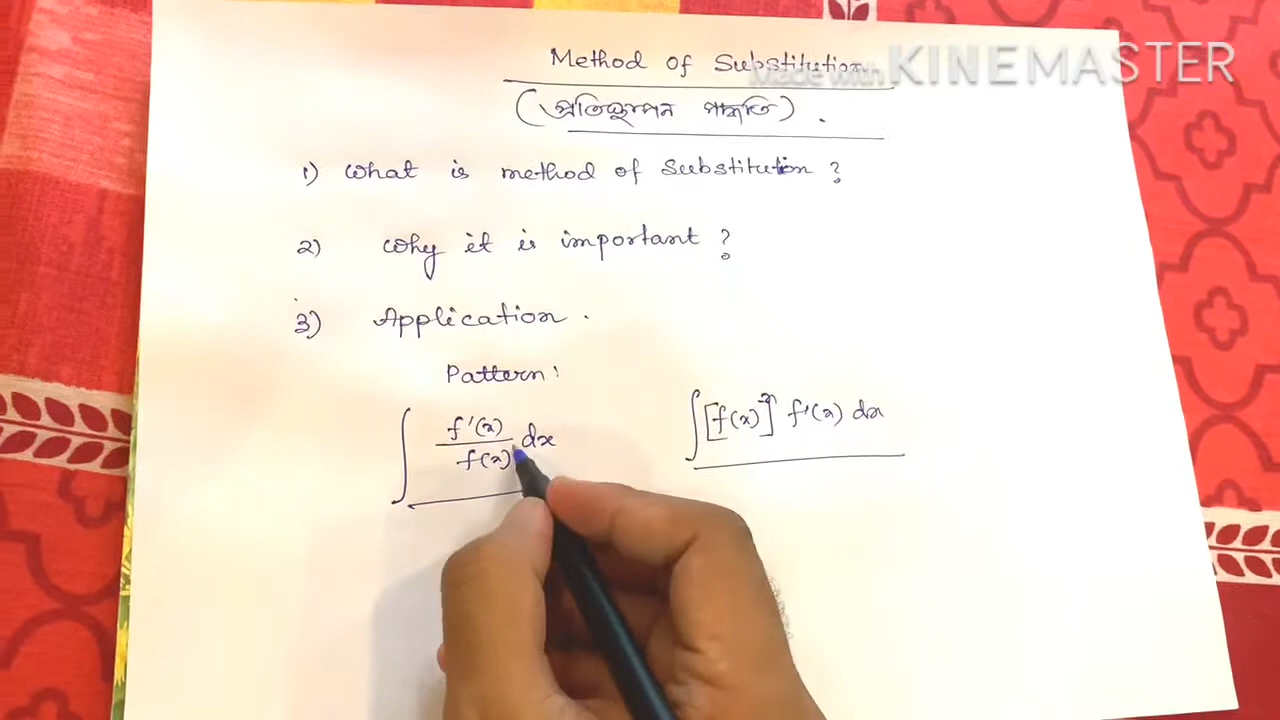 Method of Substitution
Made with KINEMASTER
(প্রতিস্থাপন পদ্ধতি).
1) What is method of Substitution ?
2) Why it is important ?
3) Application.
Pattern:
∫ f'(x)/f(x) dx ∫[f(x)]ⁿ f'(x) dx